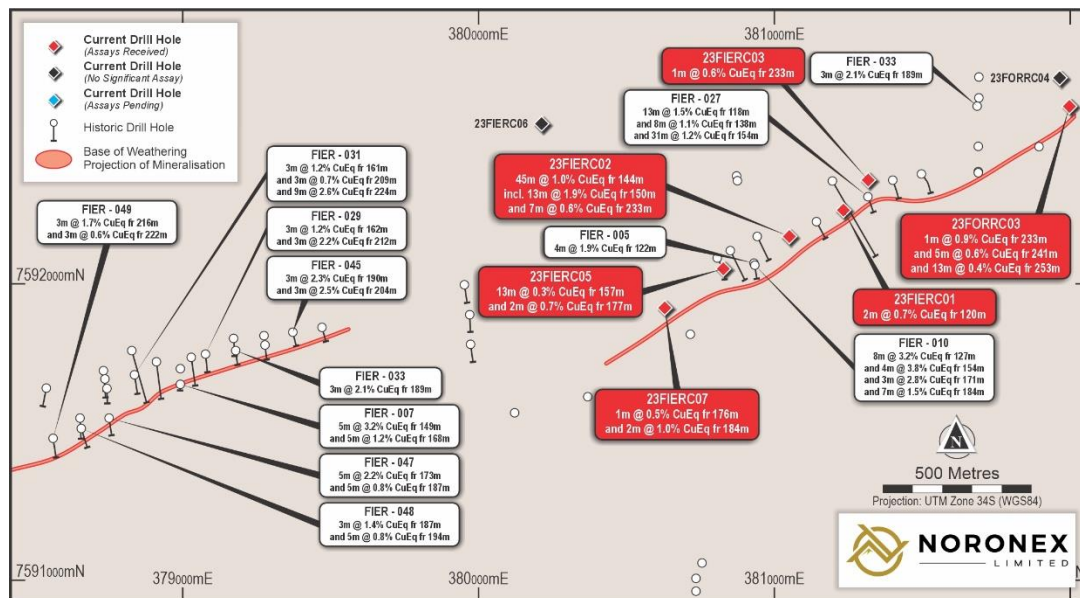 380000mE
381000mE
Current Drill Hole
(Assays Received)
Current Drill Hole
(No Significant Assay)
Current Drill Hole
(Assays Pending)
Historic Drill Hole
Base of Weathering
Projection of Mineralisation
23FIERC03
1m @ 0.6% CuEq fr 233m
FIER - 033
3m @ 2.1% CuEq fr 189m
23FORRC04
FIER - 027
13m @ 1.5% CuEq fr 118m
and 8m @ 1.1% CuEq fr 138m
and 31m @ 1.2% CuEq fr 154m
23FIERC06
FIER - 031
3m @ 1.2% CuEq fr 161m
and 3m @ 0.7% CuEq fr 209m
and 9m @ 2.6% CuEq fr 224m
23FIERC02
45m @ 1.0% CuEq fr 144m
incl. 13m @ 1.9% CuEq fr 150m
and 7m @ 0.6% CuEq fr 233m
FIER - 049
3m @ 1.7% CuEq fr 216m
and 3m @ 0.6% CuEq fr 222m
FIER - 029
3m @ 1.2% CuEq fr 162m
and 3m @ 2.2% CuEq fr 212m
FIER - 005
4m @ 1.9% CuEq fr 122m
23FORRC03
1m @ 0.9% CuEq fr 233m
and 5m @ 0.6% CuEq fr 241m
and 13m @ 0.4% CuEq fr 253m
7592000mN
FIER - 045
3m @ 2.3% CuEq fr 190m
and 3m @ 2.5% CuEq fr 204m
23FIERC05
13m @ 0.3% CuEq fr 157m
and 2m @ 0.7% CuEq fr 177m
23FIERC01
2m @ 0.7% CuEq fr 120m
FIER - 010
8m @ 3.2% CuEq fr 127m
and 4m @ 3.8% CuEq fr 154m
and 3m @ 2.8% CuEq fr 171m
and 7m @ 1.5% CuEq fr 184m
FIER - 033
3m @ 2.1% CuEq fr 189m
23FIERC07
1m @ 0.5% CuEq fr 176m
and 2m @ 1.0% CuEq fr 184m
FIER - 007
5m @ 3.2% CuEq fr 149m
and 5m @ 1.2% CuEq fr 168m
FIER - 047
5m @ 2.2% CuEq fr 173m
and 5m @ 0.8% CuEq fr 187m
FIER - 048
3m @ 1.4% CuEq fr 187m
and 5m @ 0.8% CuEq fr 194m
N
500 Metres
Projection: UTM Zone 34S (WGS84)
NORONEX
LIMITED
7591000mN
379000mE
380000mE
381000mE